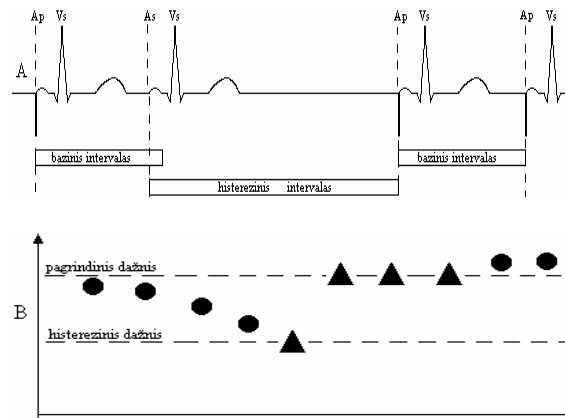 Ap Vs As Vs Ap Vs Ap Vs
A
bazinis intervalas bazinis intervalas
histerezinis intervalas
pagrindinis dažnis
B
histerezinis dažnis